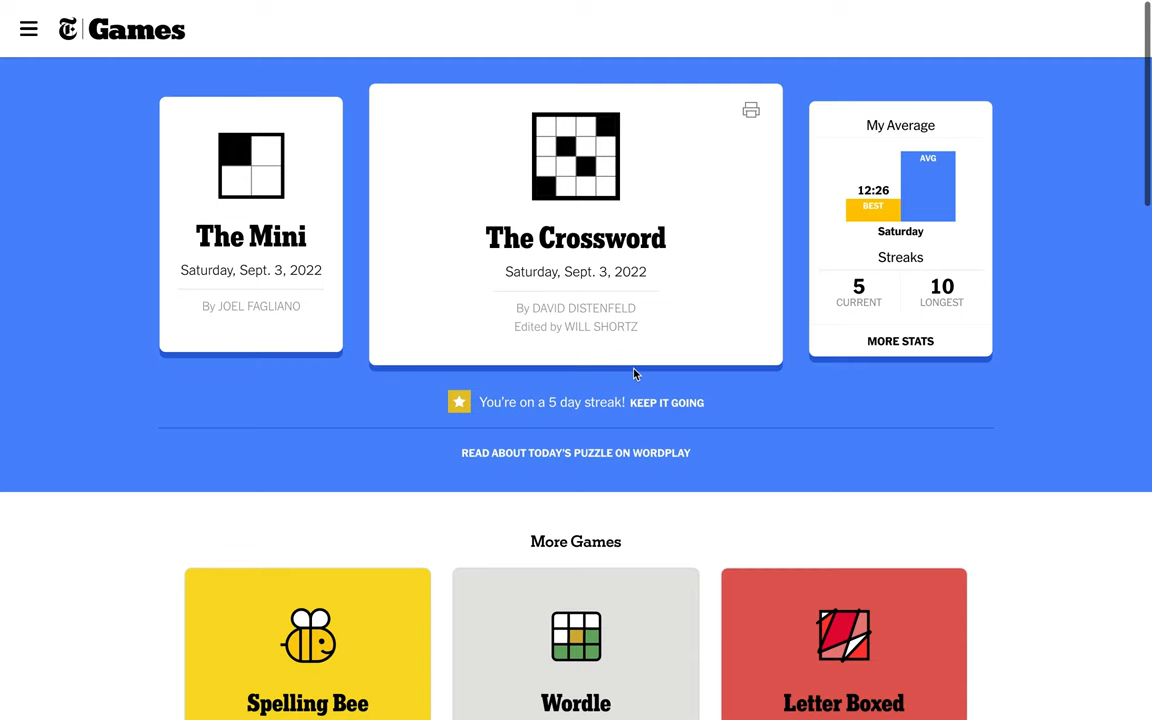 Games
The Mini
Saturday, Sept. 3, 2022
By JOEL FAGLIANO
The Crossword
Saturday, Sept. 3, 2022
By DAVID DISTENFELD
Edited by WILL SHORTZ
My Average
AVG
12:26
BEST
Saturday
Streaks
5 10
CURRENT LONGEST
MORE STATS
You're on a 5 day streak! KEEP IT GOING
READ ABOUT TODAY'S PUZZLE ON WORDPLAY
More Games
Spelling Bee
Wordle
Letter Boxed